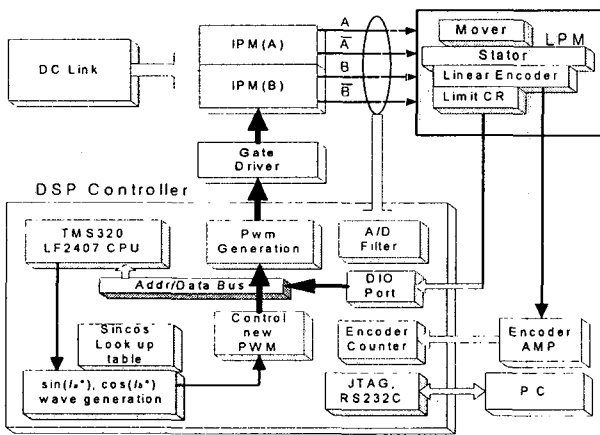 A
IPM(A)
A̅
Mover
LPM
DC Link
B
Stator
IPM(B)
B̅
Linear Encoder
Limit CR
Gate
Driver
DSP Controller
TMS320
LF2407 CPU
Pwm
Generation
A/D
Filter
Addr/Data Bus
DIO
Port
Sincos
Look up
table
Control
new
PWM
Encoder
Counter
Encoder
AMP
sin(Ia*), cos(Ib*)
wave generation
JTAG,
RS232C
PC